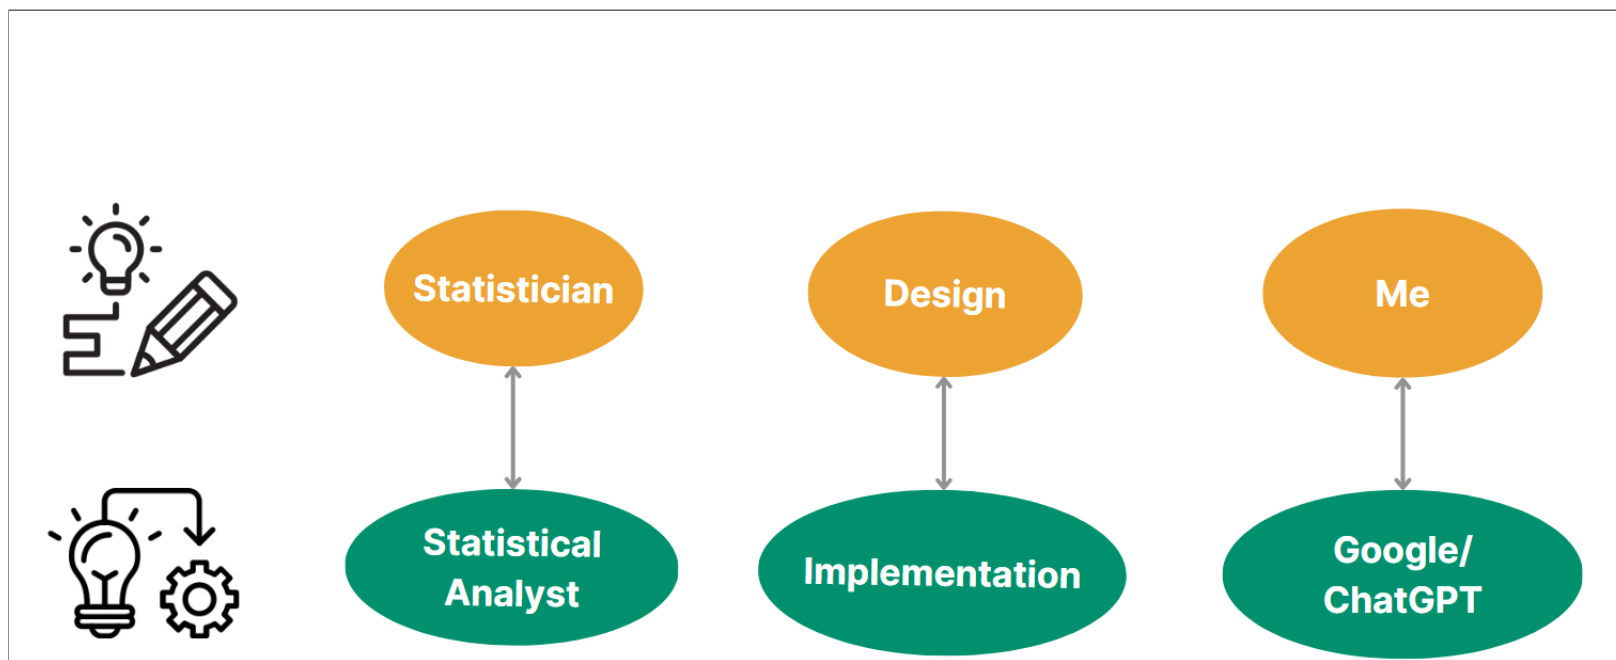 Statistician
Design
Me
Statistical
Analyst
Implementation
Google/
ChatGPT